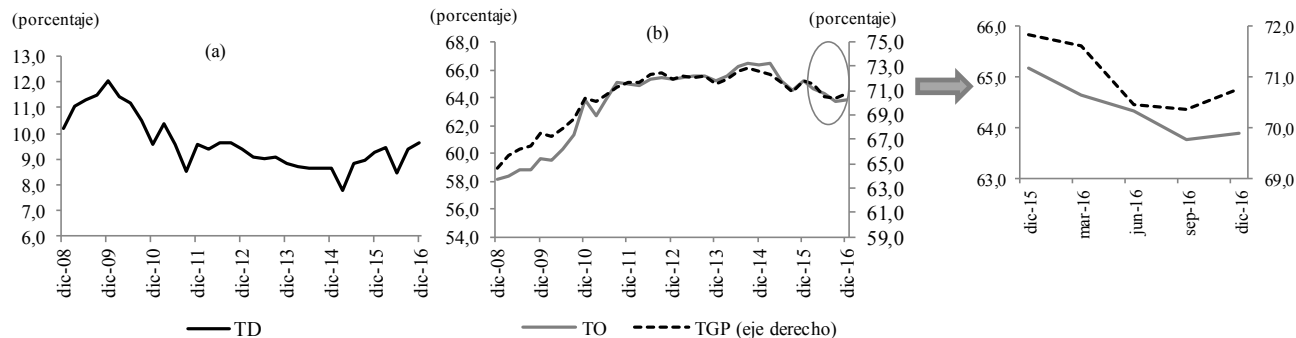 (porcentaje)
(a)
13,0
12,0
11,0
10,0
9,0
8,0
7,0
6,0
dic-08
dic-09
dic-10
dic-11
dic-12
dic-13
dic-14
dic-15
dic-16
TD
(porcentaje)
(porcentaje)
(b)
68,0
66,0
64,0
62,0
60,0
58,0
56,0
54,0
75,0
73,0
71,0
69,0
67,0
65,0
63,0
61,0
59,0
dic-08
dic-09
dic-10
dic-11
dic-12
dic-13
dic-14
dic-15
dic-16
TO
TGP (eje derecho)
66,0
65,0
64,0
63,0
72,0
71,0
70,0
69,0
dic-15
mar-16
jun-16
sep-16
dic-16